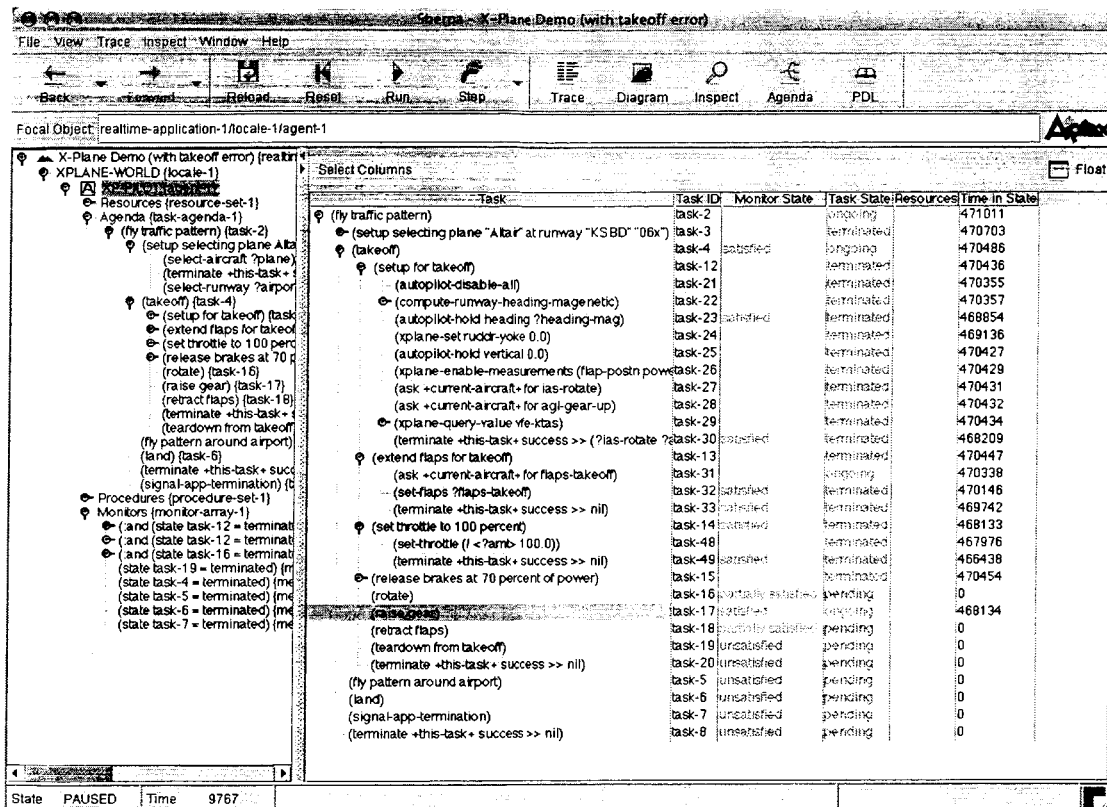 Sherpa - X-Plane Demo (with takeoff error)
File View Trace Inspect Window Help
Back Forward Reload Reset Run Step Trace Diagram Inspect Agenda PDL
Focal Object: realtime-application-1/locale-1/agent-1
Apex
X-Plane Demo (with takeoff error) {realtin
XPLANE-WORLD {locale-1}
Resources {resource-set-1}
Agenda {task-agenda-1}
(fly traffic pattern) {task-2}
(setup selecting plane Alta
(select-aircraft ?plane)
(terminate +this-task+ s
(select-runway ?airpor
(takeoff) {task-4}
(setup for takeoff) {task
(extend flaps for takeof
(set throttle to 100 perc
(release brakes at 70 p
(rotate) {task-16}
(raise gear) {task-17}
(retract flaps) {task-18}
(terminate +this-task+ s
(teardown from takeoff
(fly pattern around airport)
(land) {task-6}
(terminate +this-task+ succ
(signal-app-termination) {t
Procedures {procedure-set-1}
Monitors {monitor-array-1}
(:and (state task-12 = terminat
(:and (state task-12 = terminat
(:and (state task-16 = terminat
(state task-19 = terminated) {m
(state task-4 = terminated) {me
(state task-5 = terminated) {me
(state task-6 = terminated) {me
(state task-7 = terminated) {me
Select Columns
Float
Task Task ID Monitor State Task State Resources Time in State
(fly traffic pattern) task-2 ongoing 471011
(setup selecting plane "Altair" at runway "KSBD" "06x") task-3 terminated 470703
(takeoff) task-4 satisfied ongoing 470486
(setup for takeoff) task-12 terminated 470436
(autopilot-disable-all) task-21 terminated 470355
(compute-runway-heading-magenetic) task-22 terminated 470357
(autopilot-hold heading ?heading-mag) task-23 satisfied terminated 468854
(xplane-set ruddr-yoke 0.0) task-24 terminated 469136
(autopilot-hold vertical 0.0) task-25 terminated 470427
(xplane-enable-measurements (flap-postn powe task-26 terminated 470429
(ask +current-aircraft+ for ias-rotate) task-27 terminated 470431
(ask +current-aircraft+ for agl-gear-up) task-28 terminated 470432
(xplane-query-value vfe-ktas) task-29 terminated 470434
(terminate +this-task+ success >> (?ias-rotate ?a task-30 satisfied terminated 468209
(extend flaps for takeoff) task-13 terminated 470447
(ask +current-aircraft+ for flaps-takeoff) task-31 ongoing 470338
(set-flaps ?flaps-takeoff) task-32 satisfied terminated 470146
(terminate +this-task+ success >> nil) task-33 satisfied terminated 469742
(set throttle to 100 percent) task-14 satisfied terminated 468133
(set-throttle (/ <?amt> 100.0)) task-48 terminated 467976
(terminate +this-task+ success >> nil) task-49 satisfied terminated 466438
(release brakes at 70 percent of power) task-15 terminated 470454
(rotate) task-16 partially satisfied pending 0
(raise gear) task-17 satisfied ongoing 468134
(retract flaps) task-18 partially satisfied pending 0
(teardown from takeoff) task-19 unsatisfied pending 0
(terminate +this-task+ success >> nil) task-20 unsatisfied pending 0
(fly pattern around airport) task-5 unsatisfied pending 0
(land) task-6 unsatisfied pending 0
(signal-app-termination) task-7 unsatisfied pending 0
(terminate +this-task+ success >> nil) task-8 unsatisfied pending 0
State PAUSED Time 9767